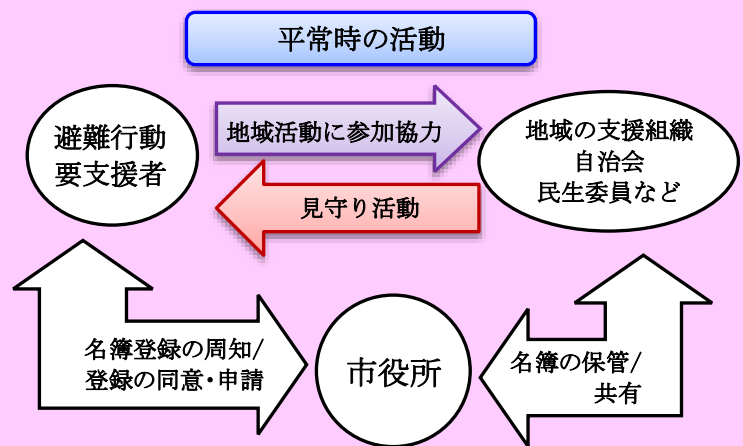 平常時の活動
避難行動
要支援者
地域活動に参加協力
地域の支援組織
自治会
民生委員など
見守り活動
名簿登録の周知/
登録の同意・申請
市役所
名簿の保管/
共有